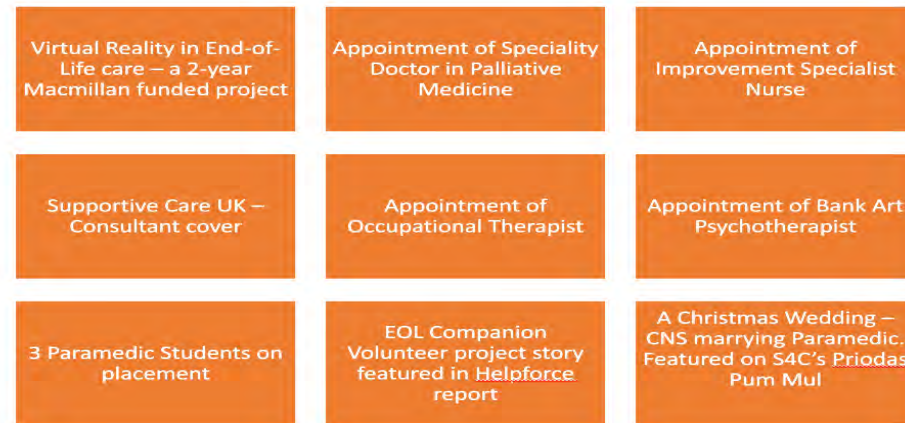 Virtual Reality in End-of-
Life care – a 2-year
Macmillan funded project
Appointment of Speciality
Doctor in Palliative
Medicine
Appointment of
Improvement Specialist
Nurse
Supportive Care UK –
Consultant cover
Appointment of
Occupational Therapist
Appointment of Bank Art
Psychotherapist
3 Paramedic Students on
placement
EOL Companion
Volunteer project story
featured in Helpforce
report
A Christmas Wedding –
CNS marrying Paramedic.
Featured on S4C's Priodas
Pum Mul